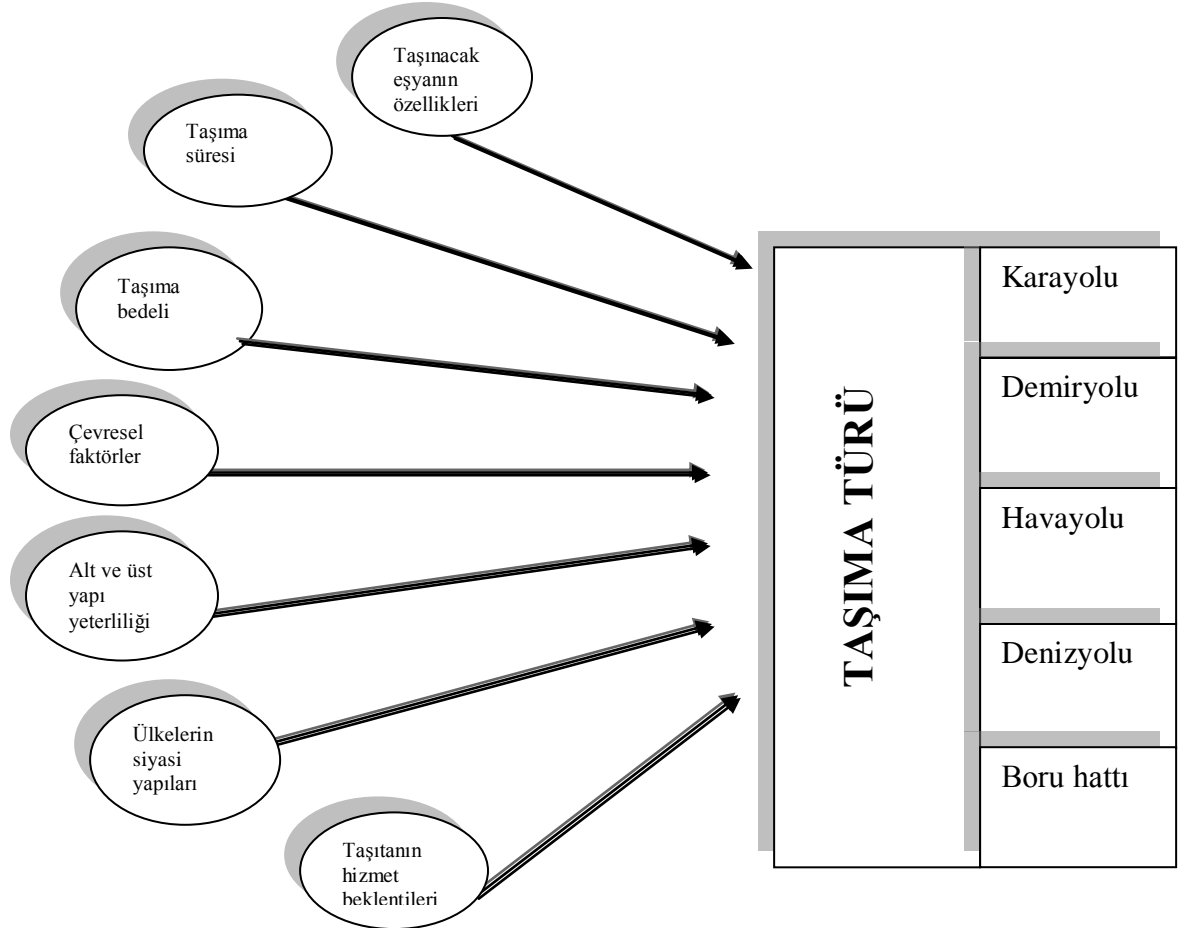 Taşınacak
eşyanın
özellikleri
Taşıma
süresi
Taşıma
bedeli
Çevresel
faktörler
Alt ve üst
yapı
yeterliliği
Ülkelerin
siyasi
yapıları
Taşıtanın
hizmet
beklentileri
TAŞIMA TÜRÜ
Karayolu
Demiryolu
Havayolu
Denizyolu
Boru hattı